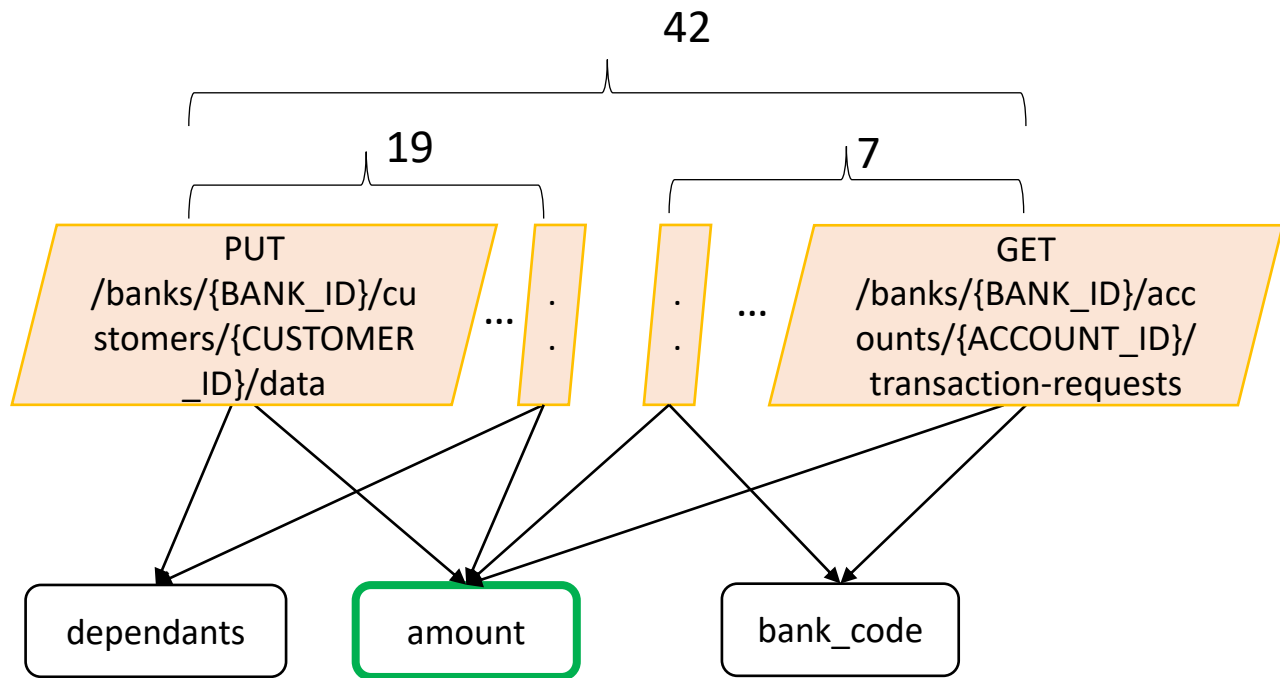 42
19
7
PUT
/banks/{BANK_ID}/cu
stomers/{CUSTOMER
_ID}/data
...
.
.
.
.
...
GET
/banks/{BANK_ID}/acc
ounts/{ACCOUNT_ID}/
transaction-requests
dependants
amount
bank_code